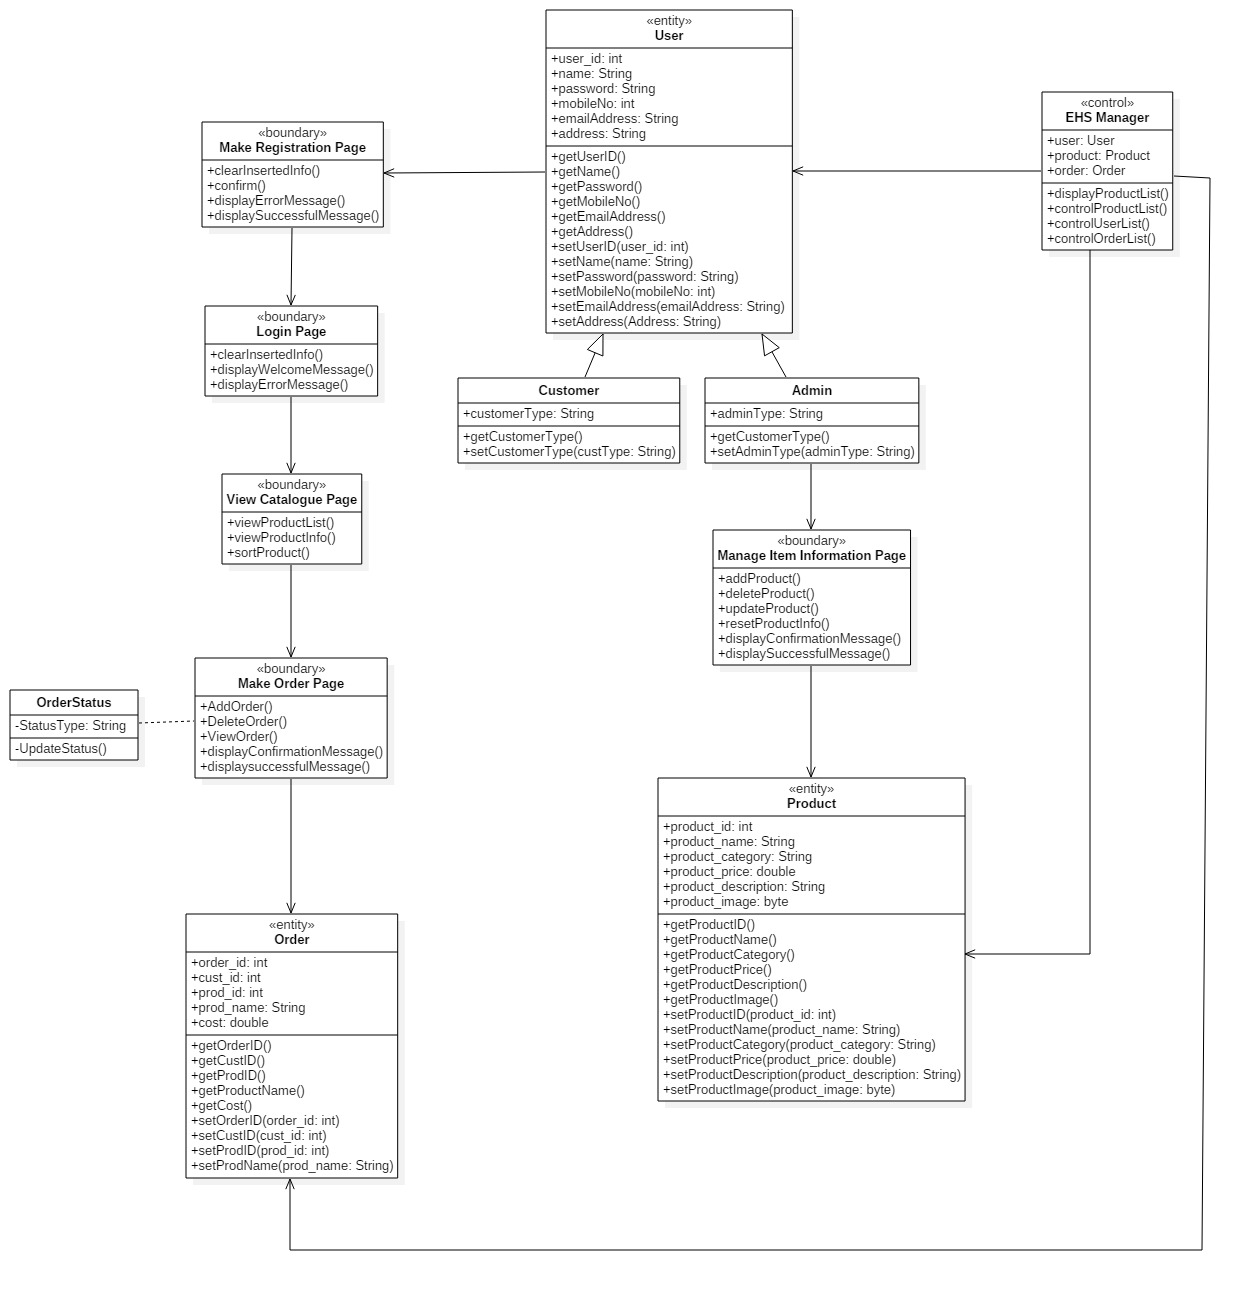 «entity»
User
+user_id: int
+name: String
+password: String
+mobileNo: int
+emailAddress: String
+address: String
+getUserID()
+getName()
+getPassword()
+getMobileNo()
+getEmailAddress()
+getAddress()
+setUserID(user_id: int)
+setName(name: String)
+setPassword(password: String)
+setMobileNo(mobileNo: int)
+setEmailAddress(emailAddress: String)
+setAddress(Address: String)
«control»
EHS Manager
+user: User
+product: Product
+order: Order
+displayProductList()
+controlProductList()
+controlUserList()
+controlOrderList()
«boundary»
Make Registration Page
+clearInsertedInfo()
+confirm()
+displayErrorMessage()
+displaySuccessfulMessage()
«boundary»
Login Page
+clearInsertedInfo()
+displayWelcomeMessage()
+displayErrorMessage()
Customer
+customerType: String
+getCustomerType()
+setCustomerType(custType: String)
Admin
+adminType: String
+getCustomerType()
+setAdminType(adminType: String)
«boundary»
View Catalogue Page
+viewProductList()
+viewProductInfo()
+sortProduct()
«boundary»
Manage Item Information Page
+addProduct()
+deleteProduct()
+updateProduct()
+resetProductInfo()
+displayConfirmationMessage()
+displaySuccessfulMessage()
«boundary»
Make Order Page
+AddOrder()
+DeleteOrder()
+ViewOrder()
+displayConfirmationMessage()
+displaysuccessfulMessage()
OrderStatus
-StatusType: String
-UpdateStatus()
«entity»
Product
+product_id: int
+product_name: String
+product_category: String
+product_price: double
+product_description: String
+product_image: byte
+getProductID()
+getProductName()
+getProductCategory()
+getProductPrice()
+getProductDescription()
+getProductImage()
+setProductID(product_id: int)
+setProductName(product_name: String)
+setProductCategory(product_category: String)
+setProductPrice(product_price: double)
+setProductDescription(product_description: String)
+setProductImage(product_image: byte)
«entity»
Order
+order_id: int
+cust_id: int
+prod_id: int
+prod_name: String
+cost: double
+getOrderID()
+getCustID()
+getProdID()
+getProductName()
+getCost()
+setOrderID(order_id: int)
+setCustID(cust_id: int)
+setProdID(prod_id: int)
+setProdName(prod_name: String)